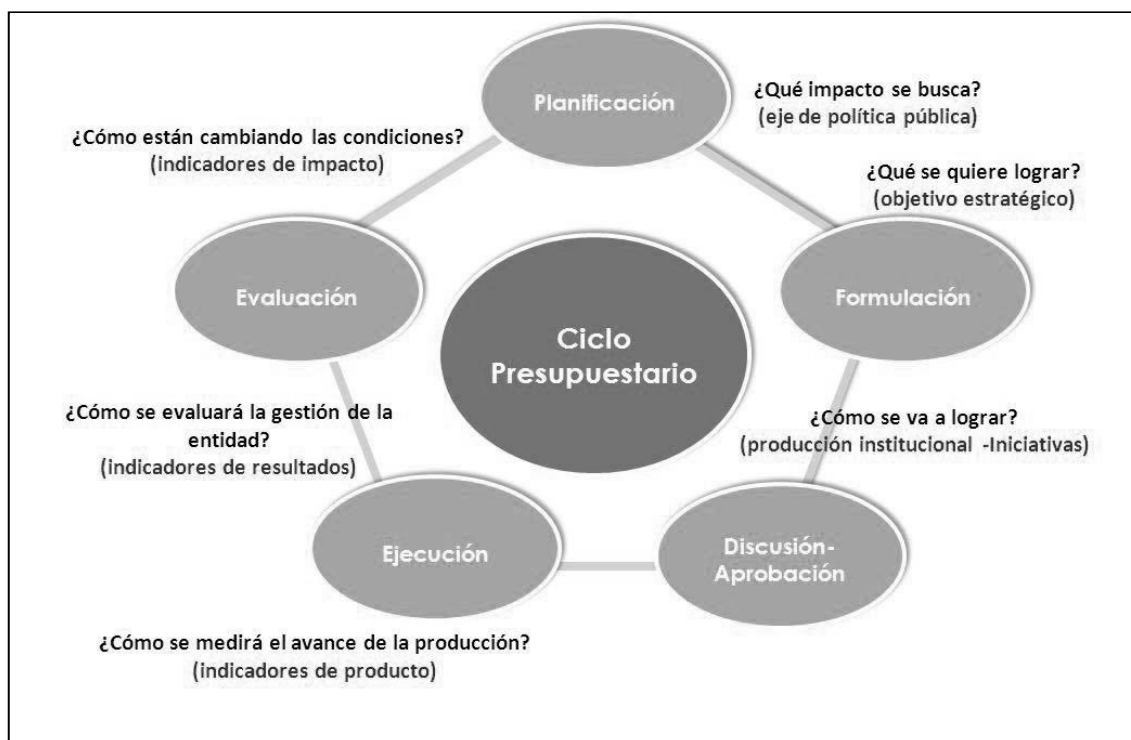 Planificación
¿Qué impacto se busca?
(eje de política pública)
¿Cómo están cambiando las condiciones?
(indicadores de impacto)
¿Qué se quiere lograr?
(objetivo estratégico)
Evaluación
Formulación
Ciclo
Presupuestario
¿Cómo se evaluará la gestión de la
entidad?
(indicadores de resultados)
¿Cómo se va a lograr?
(producción institucional -Iniciativas)
Ejecución
Discusión-
Aprobación
¿Cómo se medirá el avance de la producción?
(indicadores de producto)